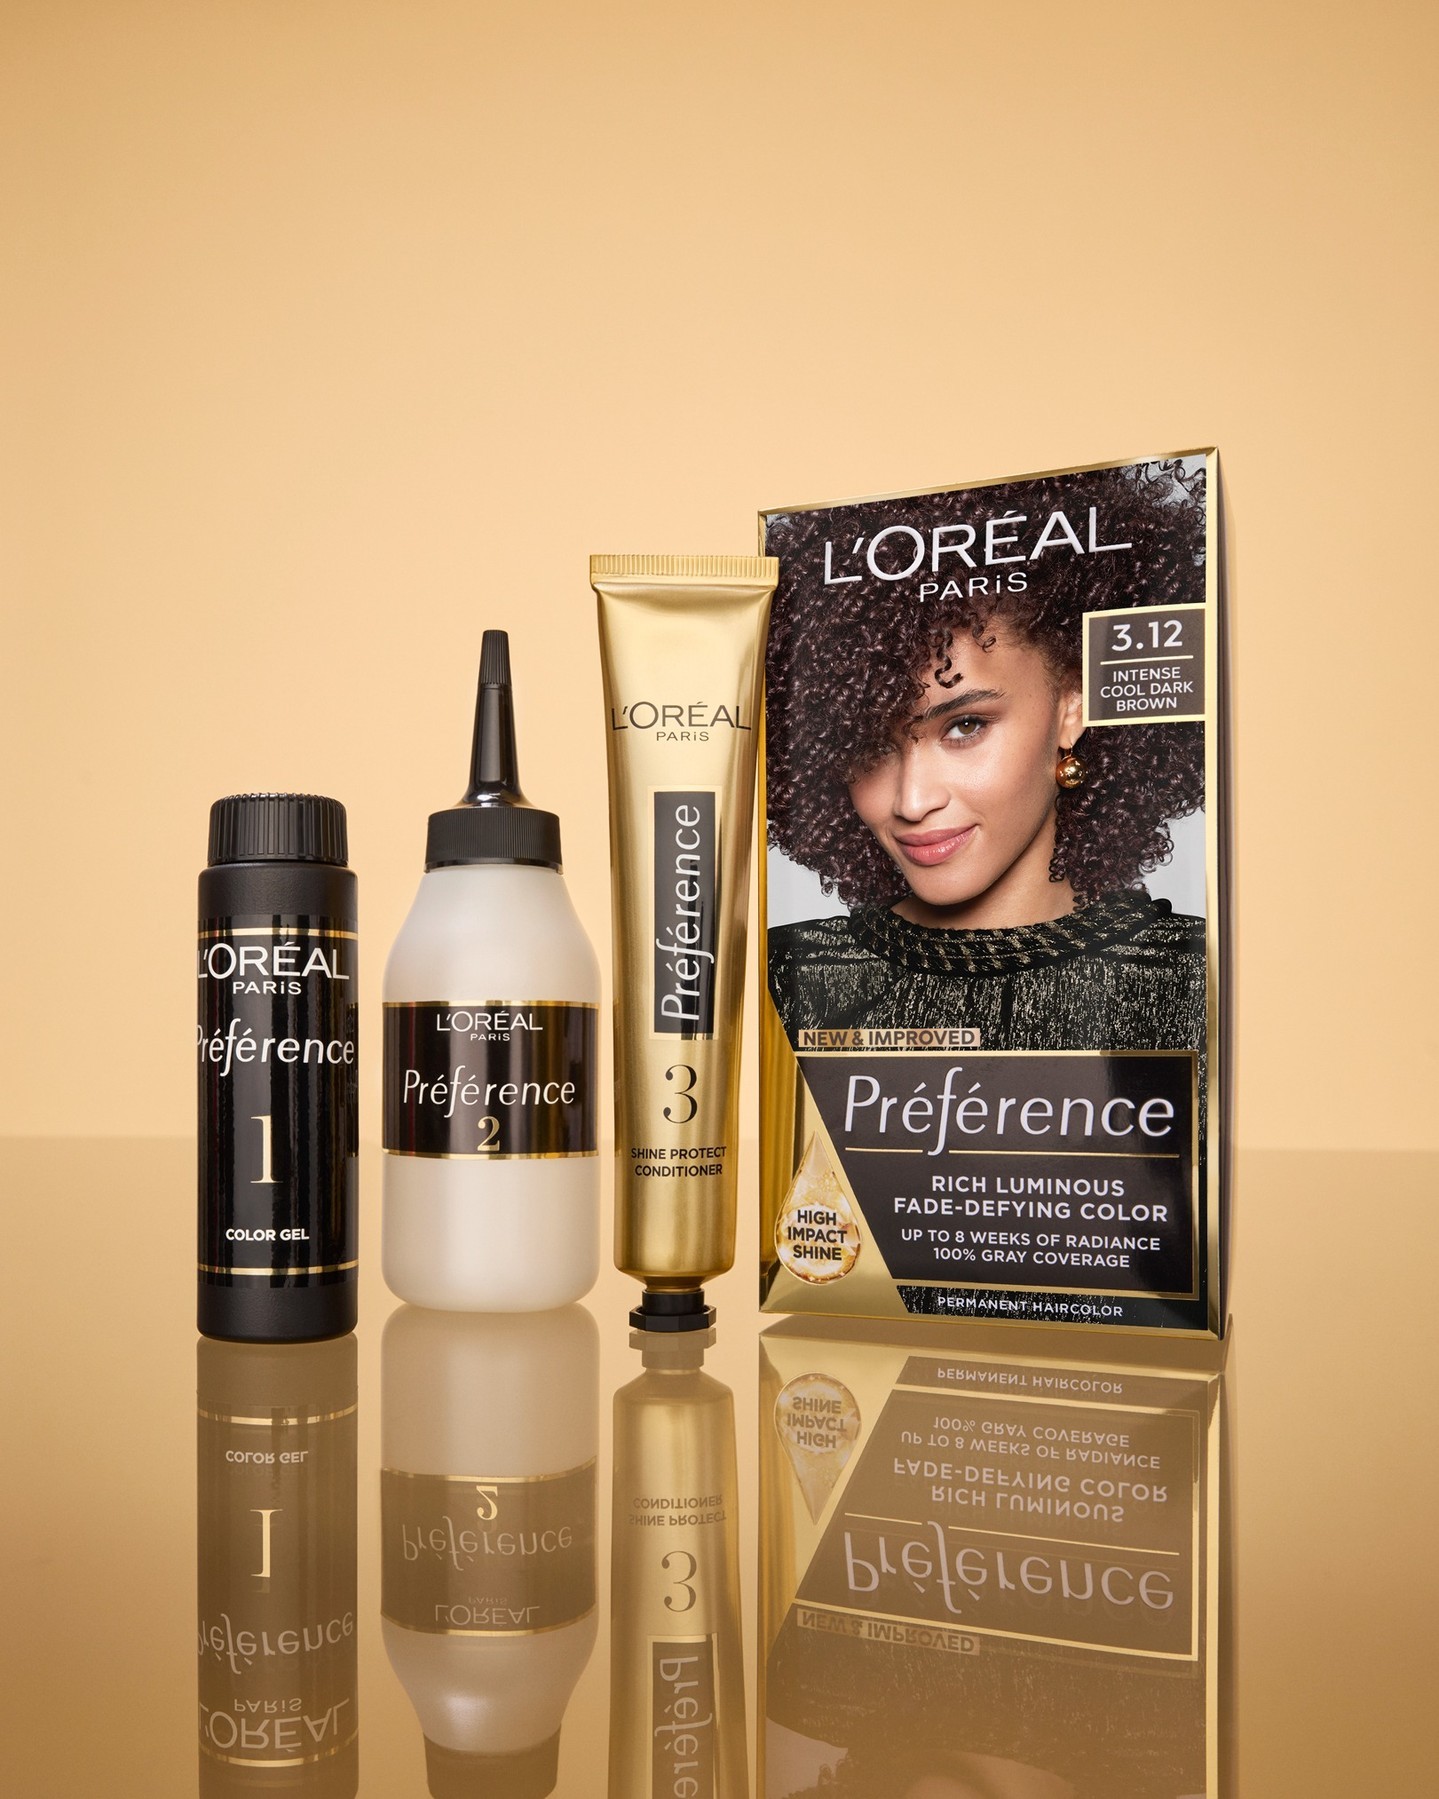 L'ORÉAL
PARiS
Préférence
1
COLOR GEL
L'ORÉAL
PARiS
Préférence
2
L'ORÉAL
PARiS
Préférence
3
SHINE PROTECT
CONDITIONER
L'ORÉAL
PARiS
3.12
INTENSE
COOL DARK
BROWN
NEW & IMPROVED
Préférence
RICH LUMINOUS
FADE-DEFYING COLOR
UP TO 8 WEEKS OF RADIANCE
100% GRAY COVERAGE
HIGH
IMPACT
SHINE
PERMANENT HAIRCOLOR